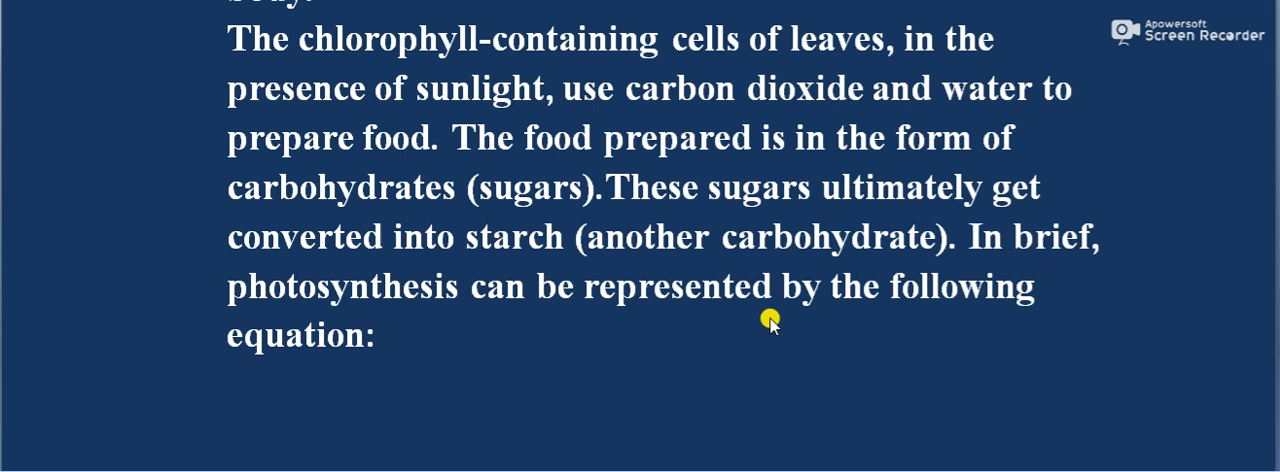 The chlorophyll-containing cells of leaves, in the
presence of sunlight, use carbon dioxide and water to
prepare food. The food prepared is in the form of
carbohydrates (sugars).These sugars ultimately get
converted into starch (another carbohydrate). In brief,
photosynthesis can be represented by the following
equation:
Apowersoft
Screen Recorder